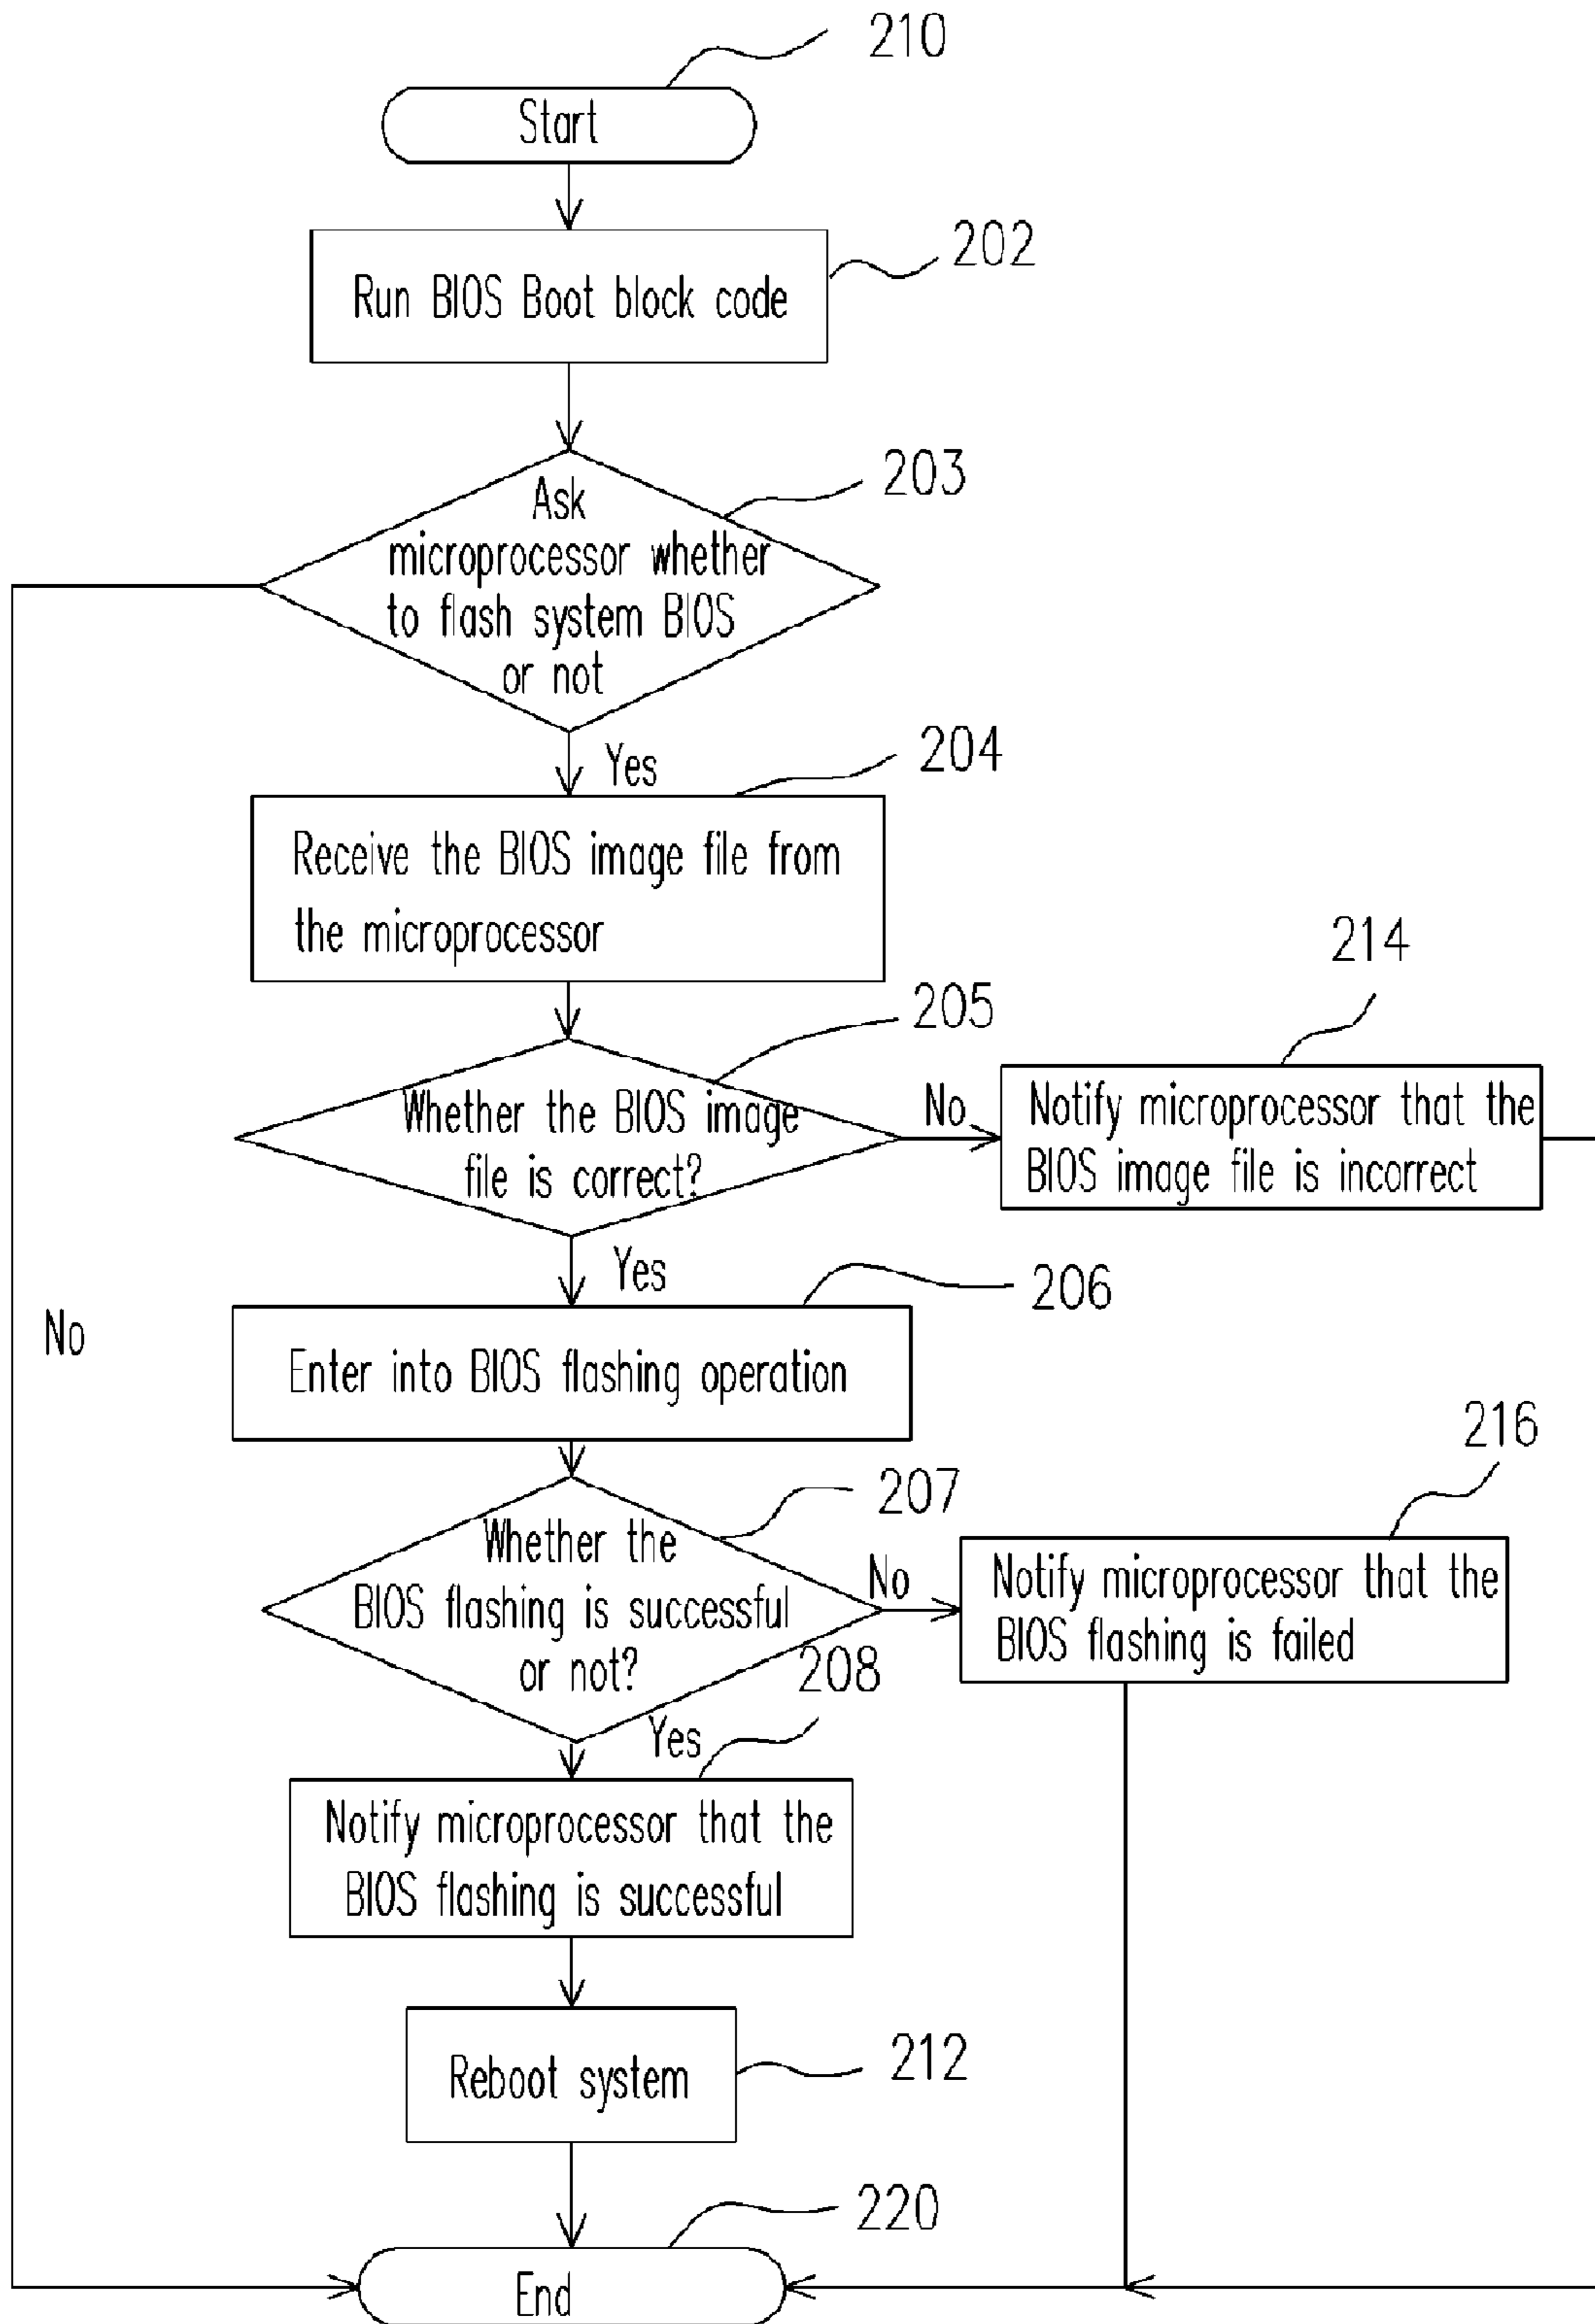 210
Start
202
Run BIOS Boot block code
203
Ask
microprocessor whether
to flash system BIOS
or not
Yes
204
Receive the BIOS image file from
the microprocessor
214
205
Whether the BIOS image
file is correct?
No
Notify microprocessor that the
BIOS image file is incorrect
Yes
206
No
Enter into BIOS flashing operation
216
207
Whether the
BIOS flashing is successful
or not?
No
Notify microprocessor that the
BIOS flashing is failed
208
Yes
Notify microprocessor that the
BIOS flashing is successful
Reboot system
212
220
End